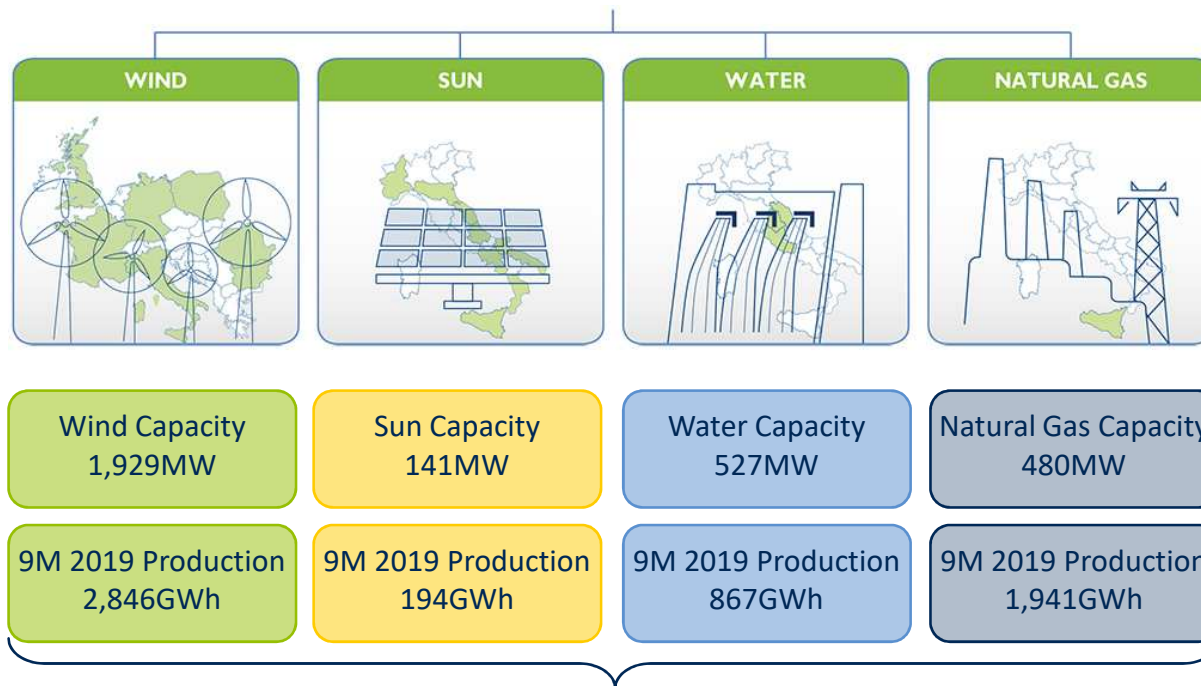 WIND
SUN
WATER
NATURAL GAS
Wind Capacity
1,929MW
Sun Capacity
141MW
Water Capacity
527MW
Natural Gas Capacity
480MW
9M 2019 Production
2,846GWh
9M 2019 Production
194GWh
9M 2019 Production
867GWh
9M 2019 Production
1,941GWh